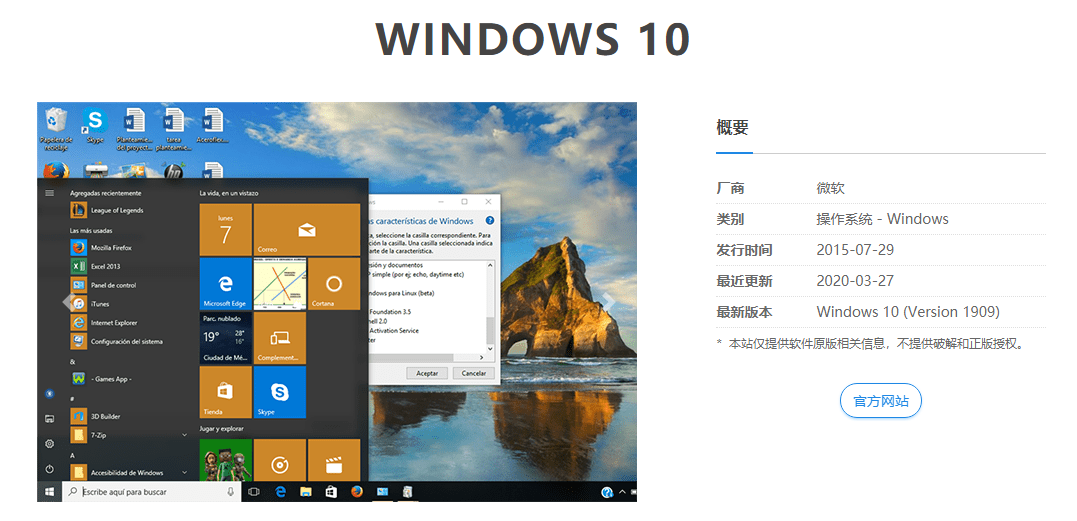 WINDOWS 10
Papelera de
reciclaje
Skype
Planteamie...
del proyect...
tarea
planteamie...
Aceroflex...
Agregadas recientemente
League of Legends
Las más usadas
Mozilla Firefox
Excel 2013
Panel de control
iTunes
Internet Explorer
Configuración del sistema
&
- Games App -
#
3D Builder
7-Zip
A
Accesibilidad de Windows
La vida, en un vistazo
lunes
7
Correo
Microsoft Edge
Cortana
Parc. nublado
19°
28°
16°
Ciudad de Mé...
Complement...
Tienda
Skype
Jugar y explorar
as características de Windows
a, seleccione la casilla correspondiente. Para
ción la casilla. Una casilla seleccionada indica
arte de la característica.
esión y documentos
P simple (por ej: echo, daytime etc)
ndows para Linux (beta)
Foundation 3.5
hell 2.0
Activation Service
ter
Aceptar
Cancelar
Escribe aquí para buscar
概要
厂商 微软
类别 操作系统 - Windows
发行时间 2015-07-29
最近更新 2020-03-27
最新版本 Windows 10 (Version 1909)
* 本站仅提供软件原版相关信息，不提供破解和正版授权。
官方网站